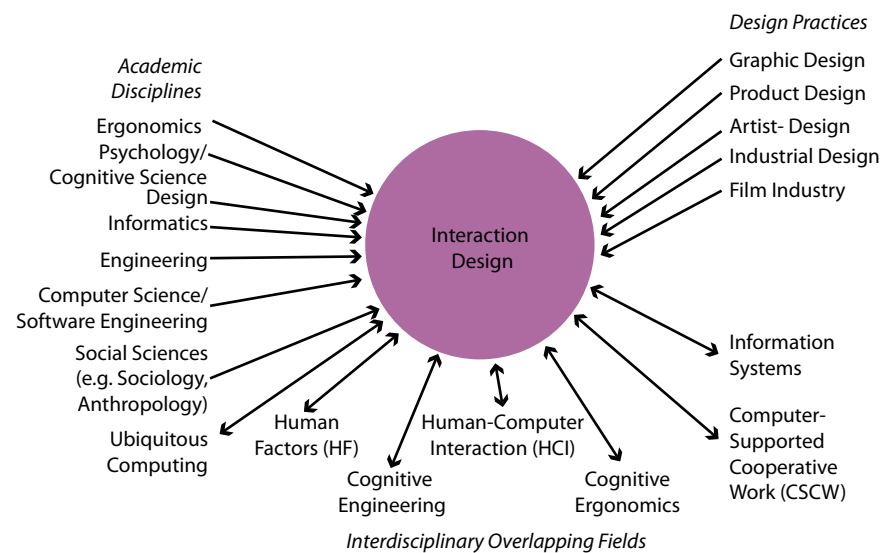 Academic
Disciplines
Ergonomics
Psychology/
Cognitive Science
Design
Informatics
Engineering
Computer Science/
Software Engineering
Social Sciences
(e.g. Sociology,
Anthropology)
Ubiquitous
Computing
Design Practices
Graphic Design
Product Design
Artist- Design
Industrial Design
Film Industry
Interaction
Design
Information
Systems
Computer-
Supported
Cooperative
Work (CSCW)
Human
Factors (HF)
Cognitive
Engineering
Human-Computer
Interaction (HCI)
Cognitive
Ergonomics
Interdisciplinary Overlapping Fields